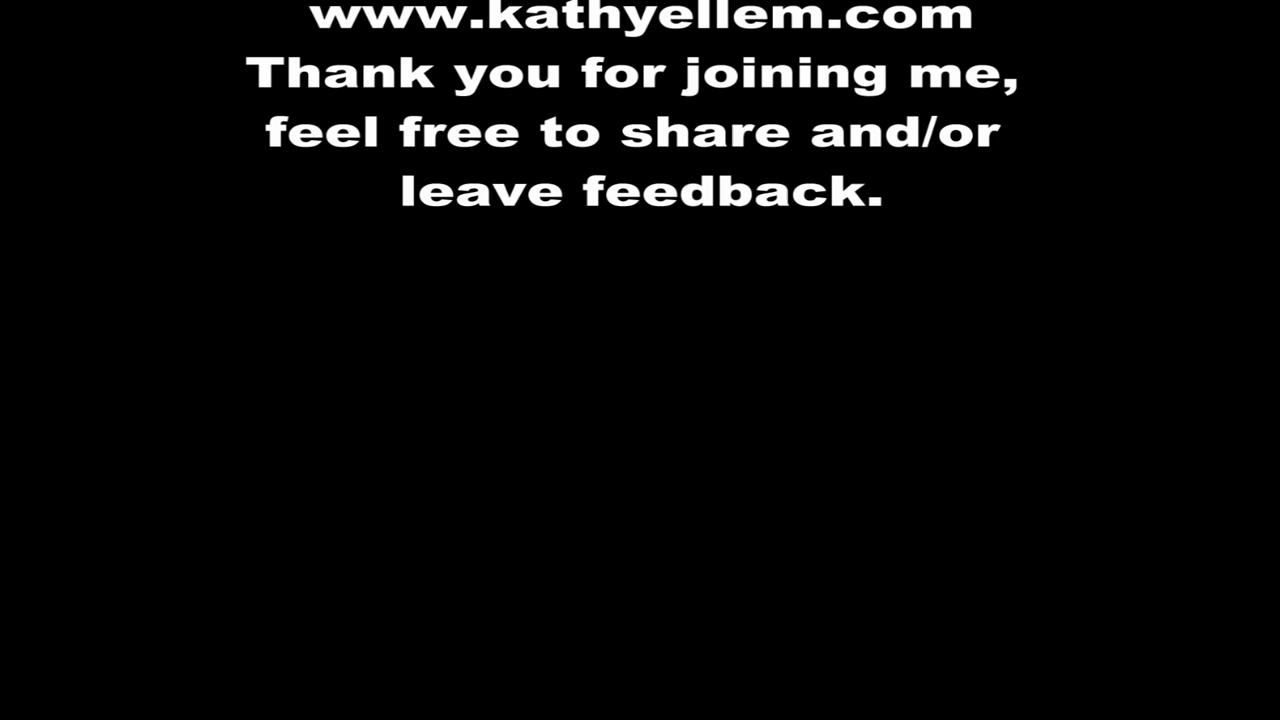 www.kathyellem.com
Thank you for joining me,
feel free to share and/or
leave feedback.